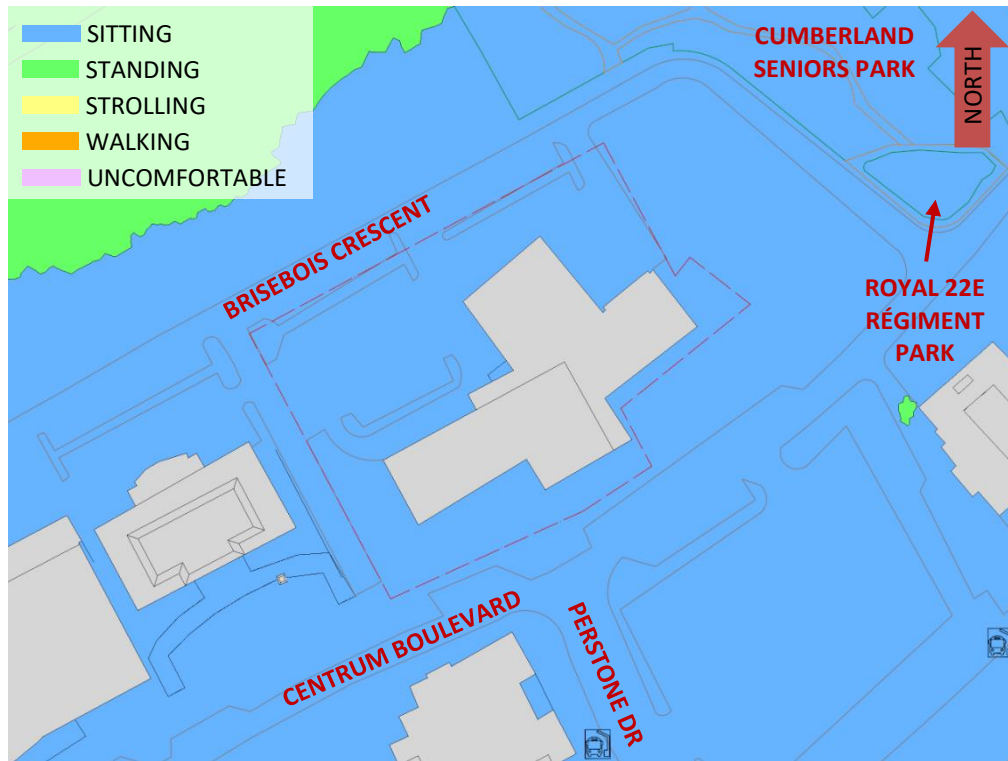 SITTING
STANDING
STROLLING
WALKING
UNCOMFORTABLE
CUMBERLAND
SENIORS PARK
NORTH
BRISEBOIS CRESCENT
ROYAL 22E
RÉGIMENT
PARK
CENTRUM BOULEVARD
PERSTONE DR